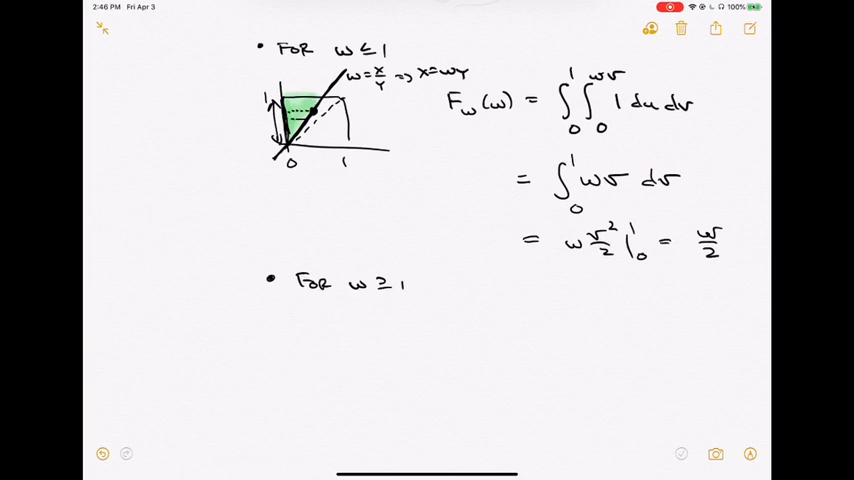 2:46 PM Fri Apr 3
100%
• FOR w ≤ 1
w = x/y ⇒ x = wy
1
0 1
F_w(w) = ∫₀¹ ∫₀^{wv} 1 du dv
= ∫₀¹ wv dv
= w v²/2 |₀¹ = w/2
• FOR w ≥ 1